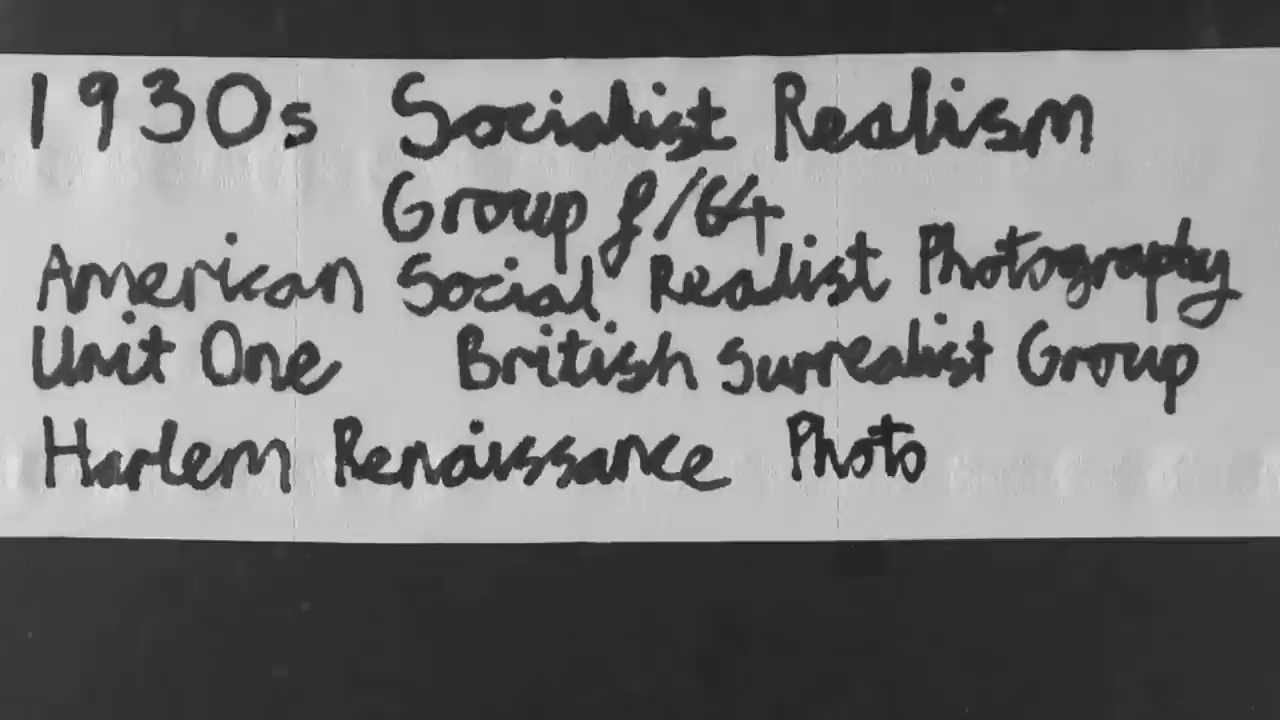 1930s Socialist Realism
Group f/64
American Social Realist Photography
Unit One British Surrealist Group
Harlem Renaissance Photo